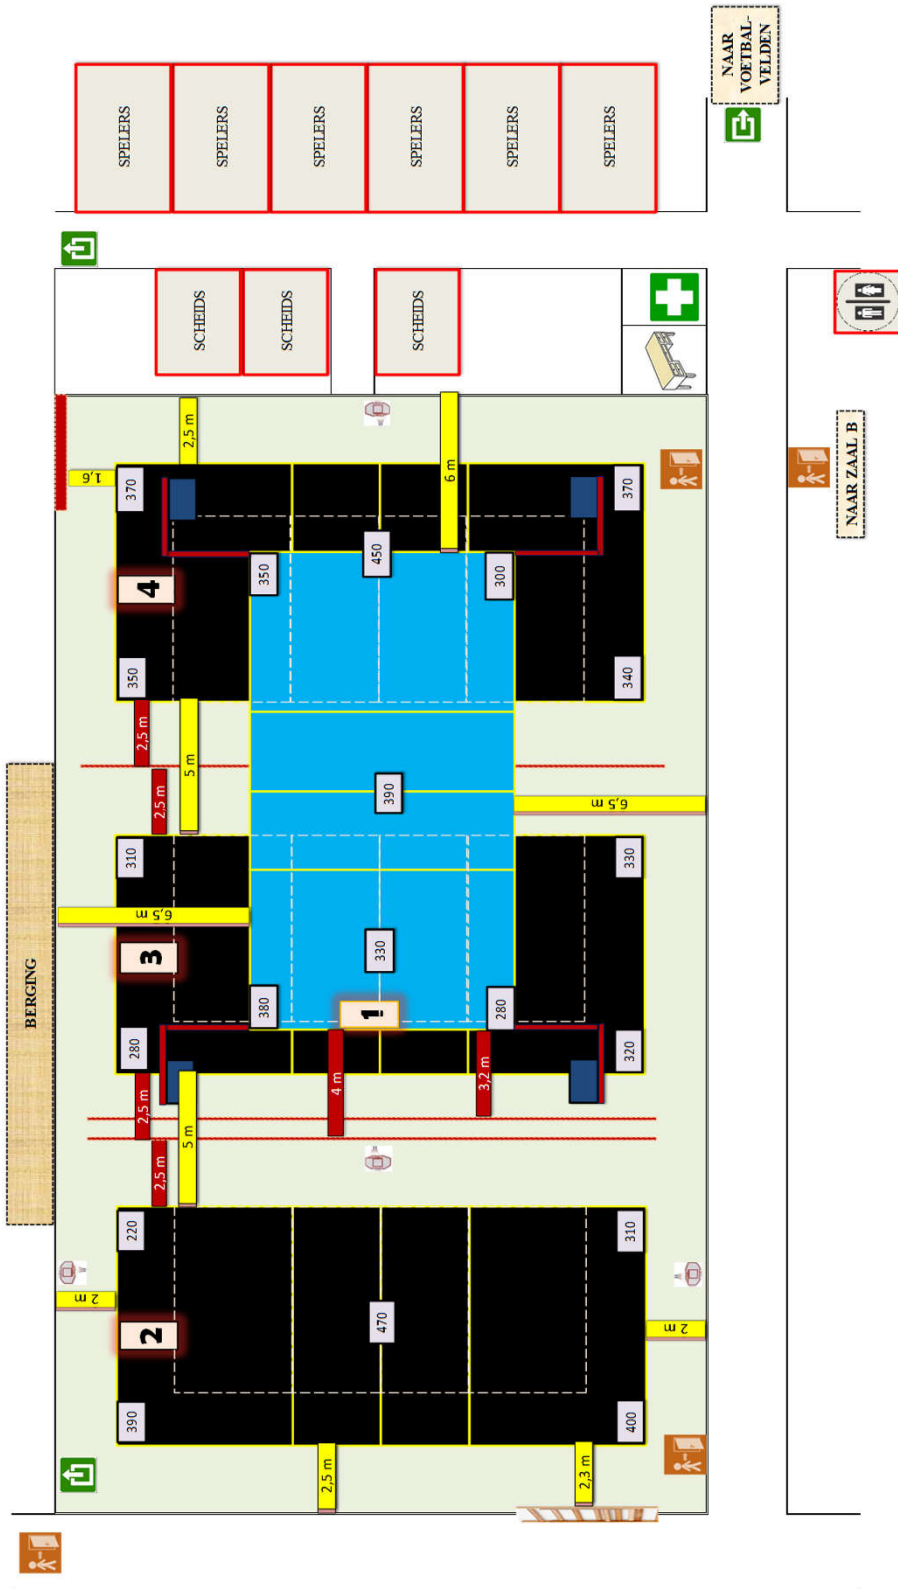 NAAR
VOETBAL-
VELDEN
SPELERS
SPELERS
SPELERS
SPELERS
SPELERS
SPELERS
SCHEIDS
SCHEIDS
SCHEIDS
NAAR ZAAL B
BERGING
1,6
2,5 m
6 m
370
370
4
350
450
300
350
340
2,5 m
5 m
2,5 m
390
6,5 m
310
330
6,5 m
3
330
380
1
280
280
320
2,5 m
4 m
3,2 m
5 m
2,5 m
220
310
2 m
2
470
2 m
390
400
2,5 m
2,3 m